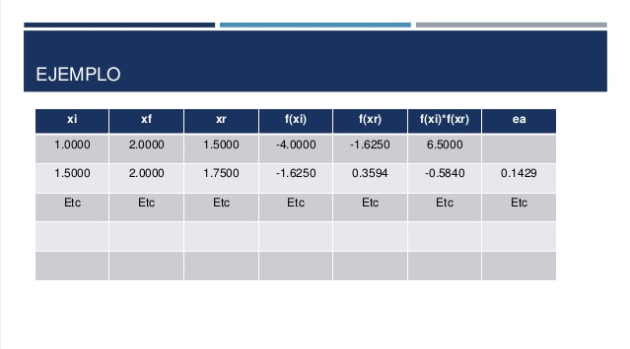 EJEMPLO
xi xf xr f(xi) f(xr) f(xi)*f(xr) ea
1.0000 2.0000 1.5000 -4.0000 -1.6250 6.5000
1.5000 2.0000 1.7500 -1.6250 0.3594 -0.5840 0.1429
Etc Etc Etc Etc Etc Etc Etc